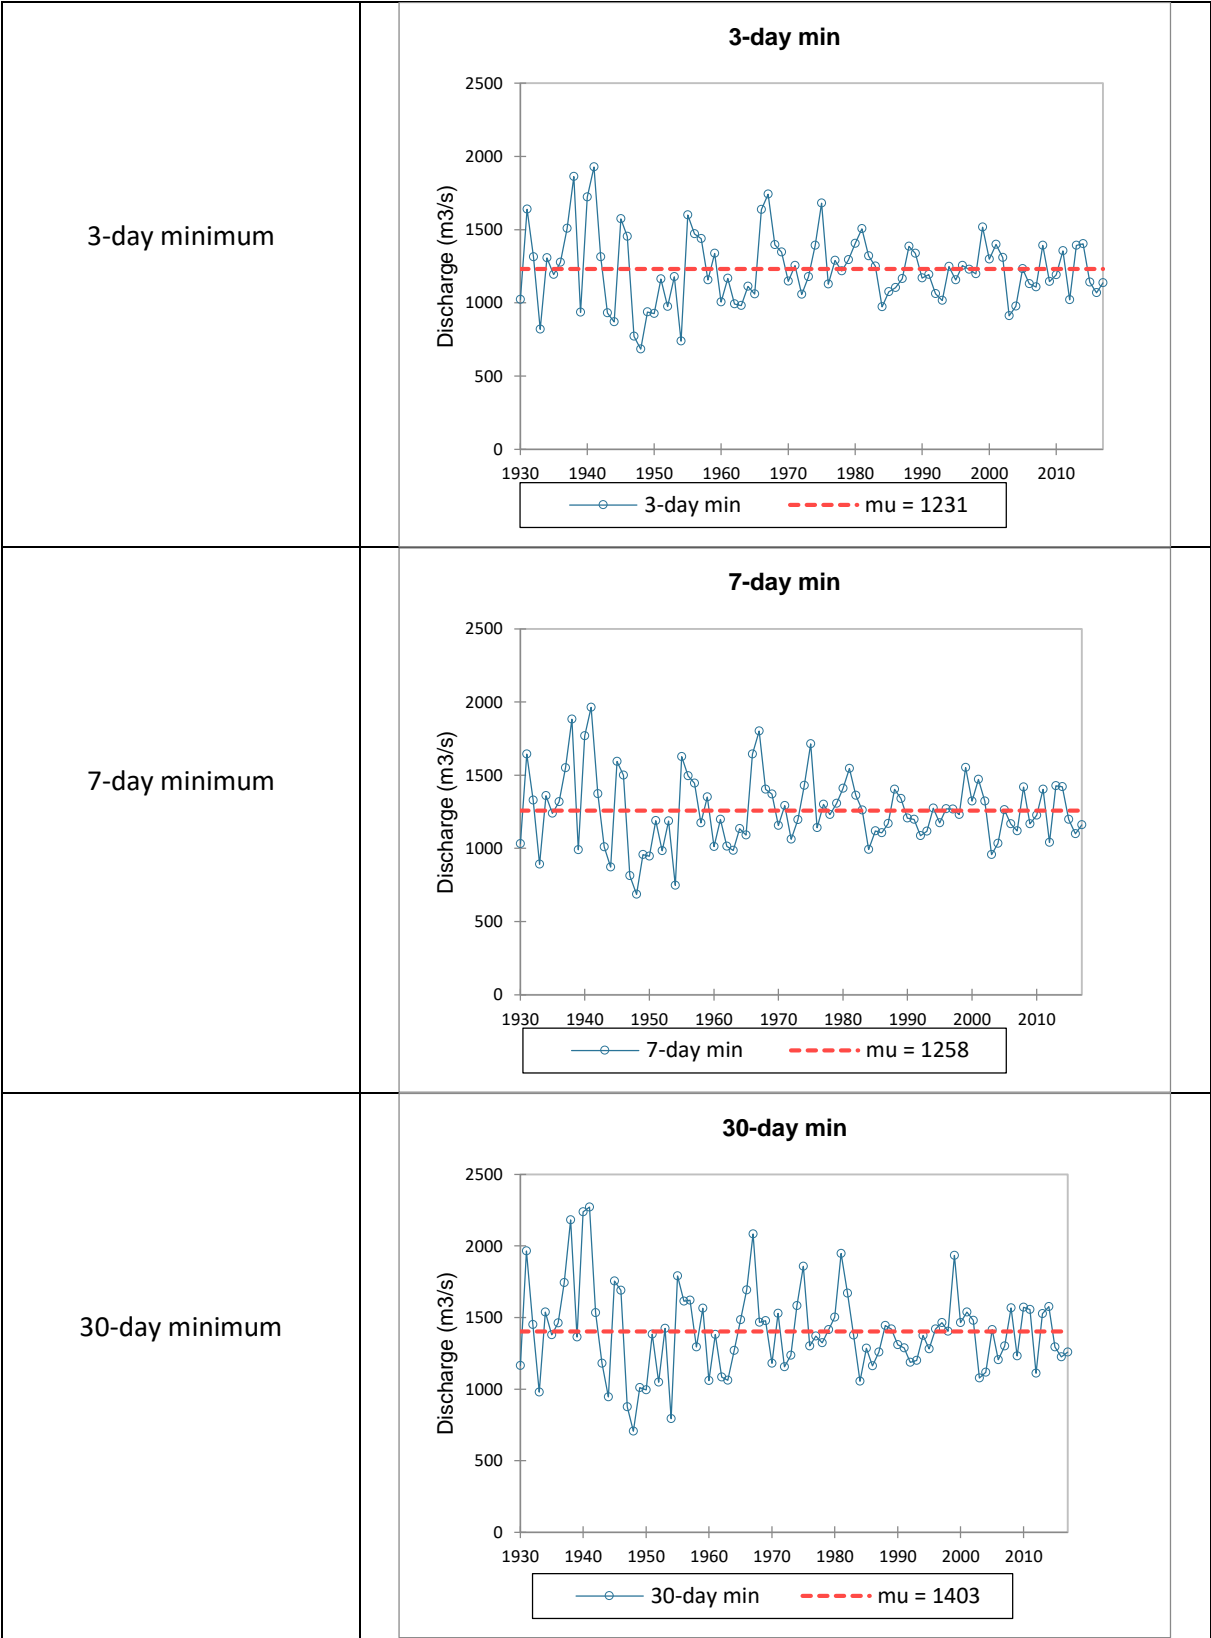 3-day minimum
3-day min
Discharge (m3/s)
2500
2000
1500
1000
500
0
1930 1940 1950 1960 1970 1980 1990 2000 2010
3-day min mu = 1231
7-day minimum
7-day min
Discharge (m3/s)
2500
2000
1500
1000
500
0
1930 1940 1950 1960 1970 1980 1990 2000 2010
7-day min mu = 1258
30-day minimum
30-day min
Discharge (m3/s)
2500
2000
1500
1000
500
0
1930 1940 1950 1960 1970 1980 1990 2000 2010
30-day min mu = 1403